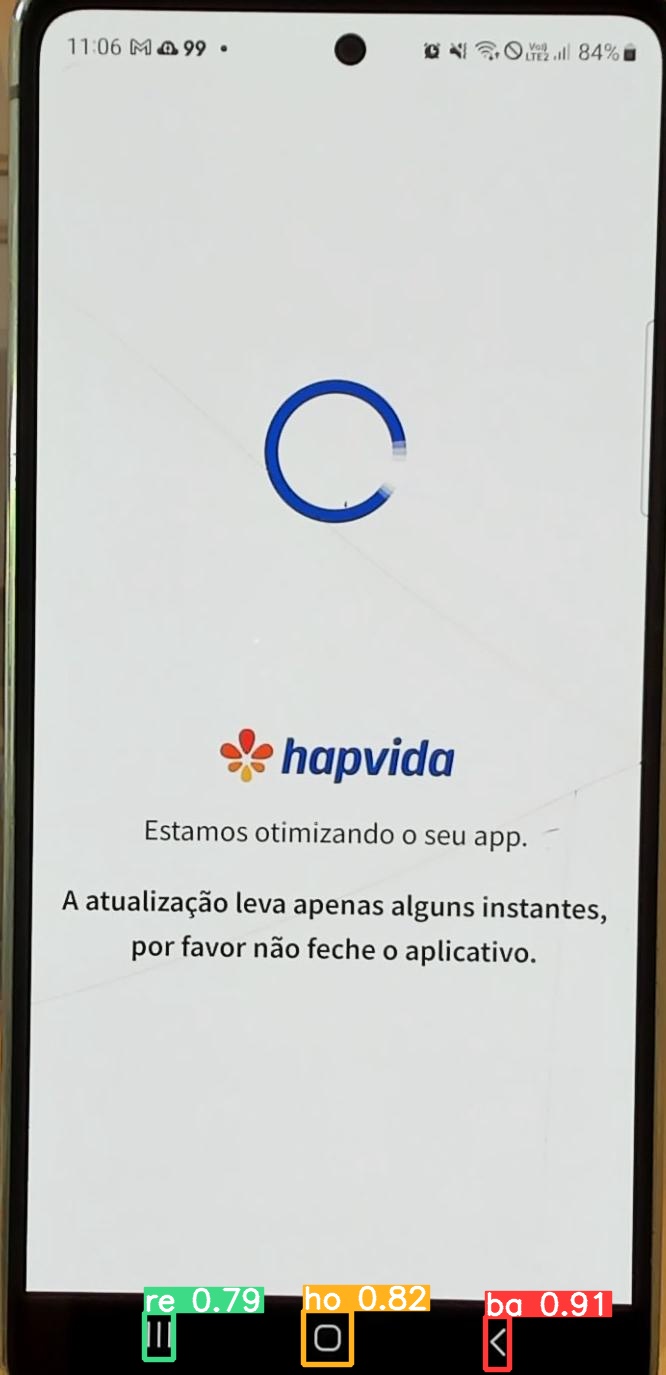 11:06 99
Vo)) LTE2 84%
hapvida
Estamos otimizando o seu app.
A atualização leva apenas alguns instantes,
por favor não feche o aplicativo.
re 0.79
ho 0.82
ba 0.91